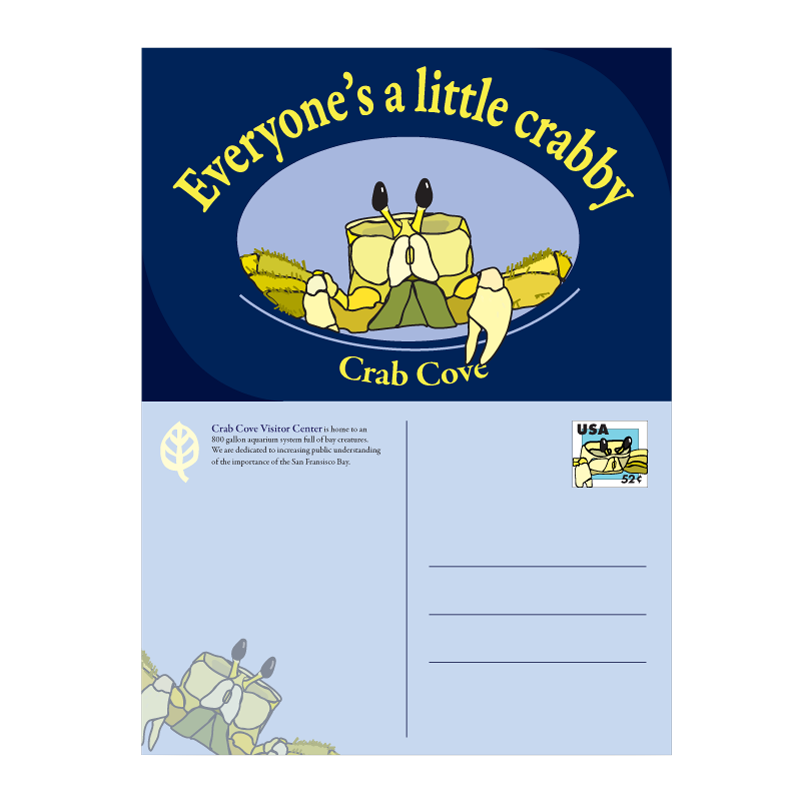 Everyone's a little crabby
Crab Cove
Crab Cove Visitor Center is home to an
800 gallon aquarium system full of bay creatures.
We are dedicated to increasing public understanding
of the importance of the San Fransisco Bay.
USA
52¢